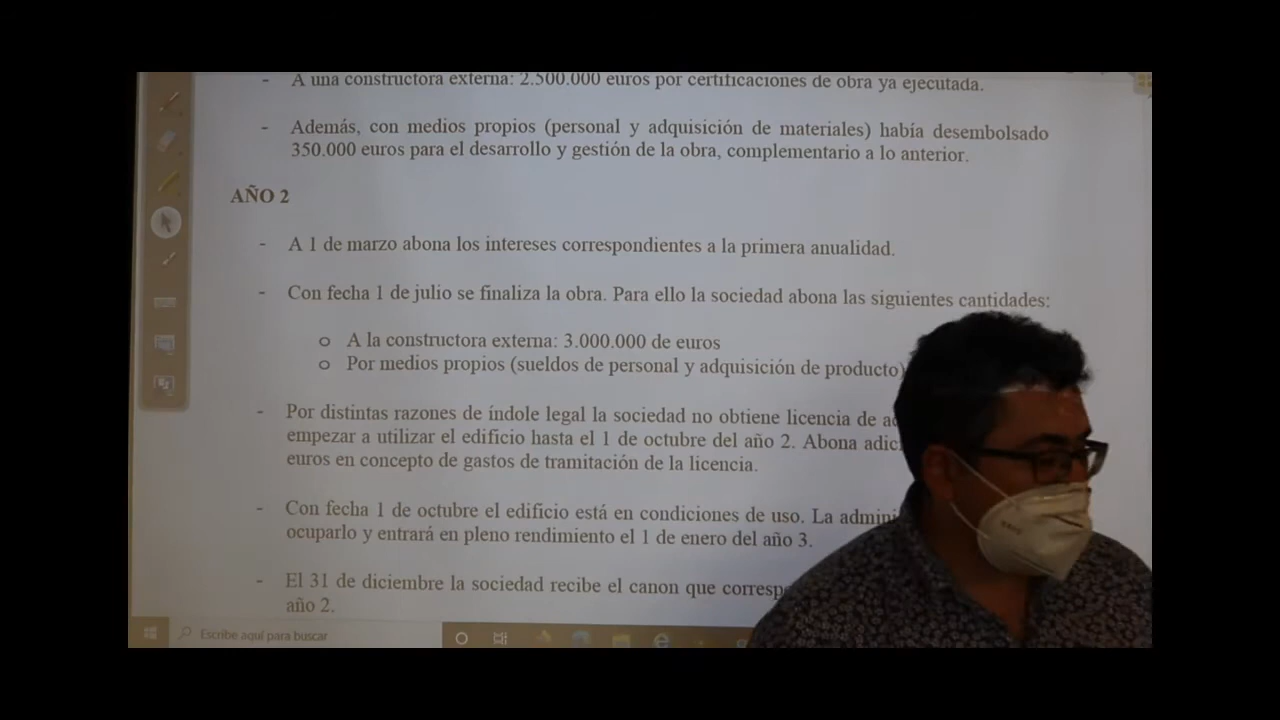 - A una constructora externa: 2.500.000 euros por certificaciones de obra ya ejecutada.
- Además, con medios propios (personal y adquisición de materiales) había desembolsado
350.000 euros para el desarrollo y gestión de la obra, complementario a lo anterior.
AÑO 2
- A 1 de marzo abona los intereses correspondientes a la primera anualidad.
- Con fecha 1 de julio se finaliza la obra. Para ello la sociedad abona las siguientes cantidades:
o A la constructora externa: 3.000.000 de euros
o Por medios propios (sueldos de personal y adquisición de producto)
- Por distintas razones de índole legal la sociedad no obtiene licencia de
empezar a utilizar el edificio hasta el 1 de octubre del año 2. Abona
euros en concepto de gastos de tramitación de la licencia.
- Con fecha 1 de octubre el edificio está en condiciones de uso. La
ocuparlo y entrará en pleno rendimiento el 1 de enero del año 3.
- El 31 de diciembre la sociedad recibe el canon que
año 2.
Escribe aquí para buscar